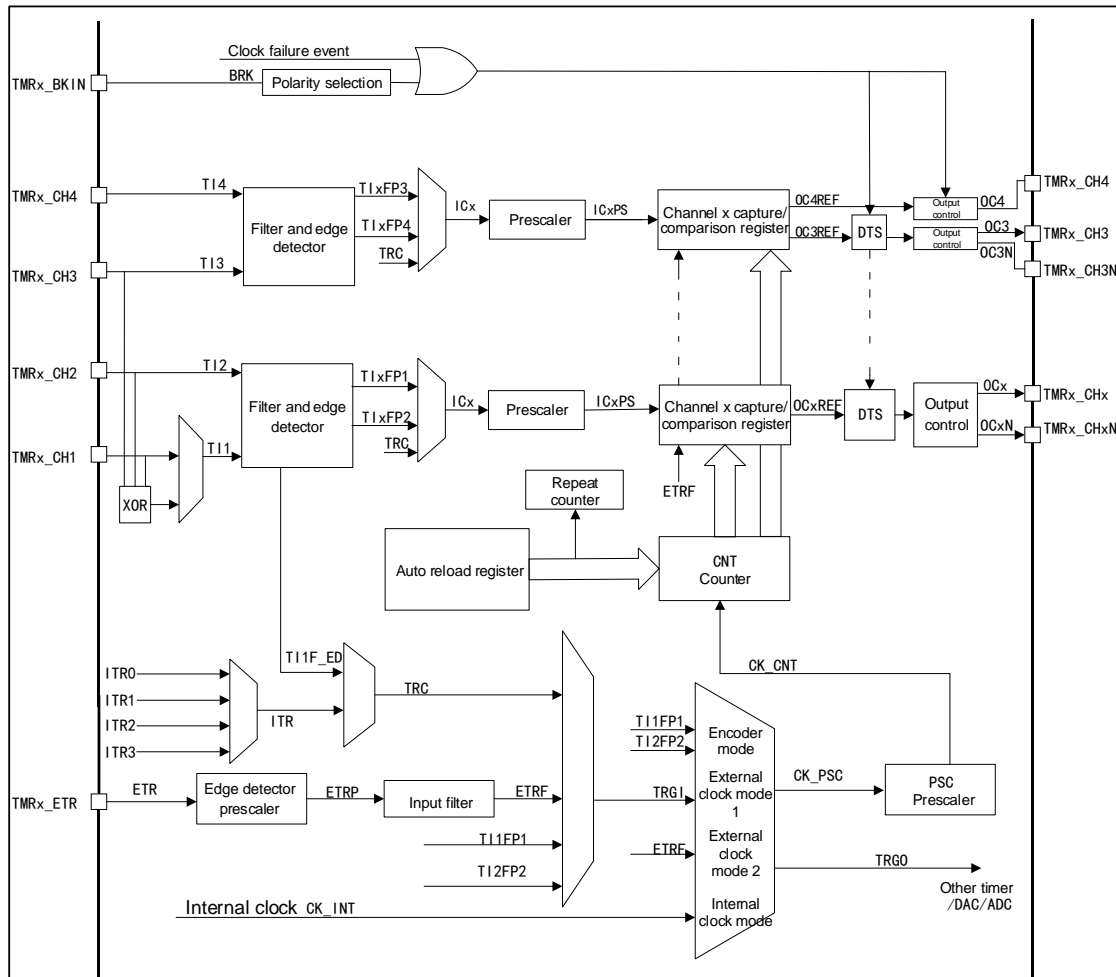 Clock failure event
TMRx_BKIN
BRK
Polarity selection
TMRx_CH4
TI4
TIxFP3
OC4REF
Output
control
OC4
TMRx_CH4
Filter and edge
detector
TIxFP4
ICx
Prescaler
ICxPS
Channel x capture/
comparison register
OC3REF
DTS
Output
control
OC3
TMRx_CH3
TRC
OC3N
TMRx_CH3N
TMRx_CH3
TI3
TMRx_CH2
TI2
TIxFP1
Filter and edge
detector
TIxFP2
ICx
Prescaler
ICxPS
Channel x capture/
comparison register
OCxREF
DTS
Output
control
OCx
TMRx_CHx
OCxN
TMRx_CHxN
TRC
TMRx_CH1
TI1
XOR
Repeat
counter
ETRF
Auto reload register
CNT
Counter
TI1F_ED
CK_CNT
ITR0
ITR1
ITR2
ITR3
ITR
TRC
TI1FP1
TI2FP2
Encoder
mode
TMRx_ETR
ETR
Edge detector
prescaler
ETRP
Input filter
ETRF
TRGI
External
clock mode
1
CK_PSC
PSC
Prescaler
TI1FP1
TI2FP2
ETRF
External
clock
mode 2
TRGO
Other timer
/DAC/ADC
Internal clock CK_INT
Internal
clock mode